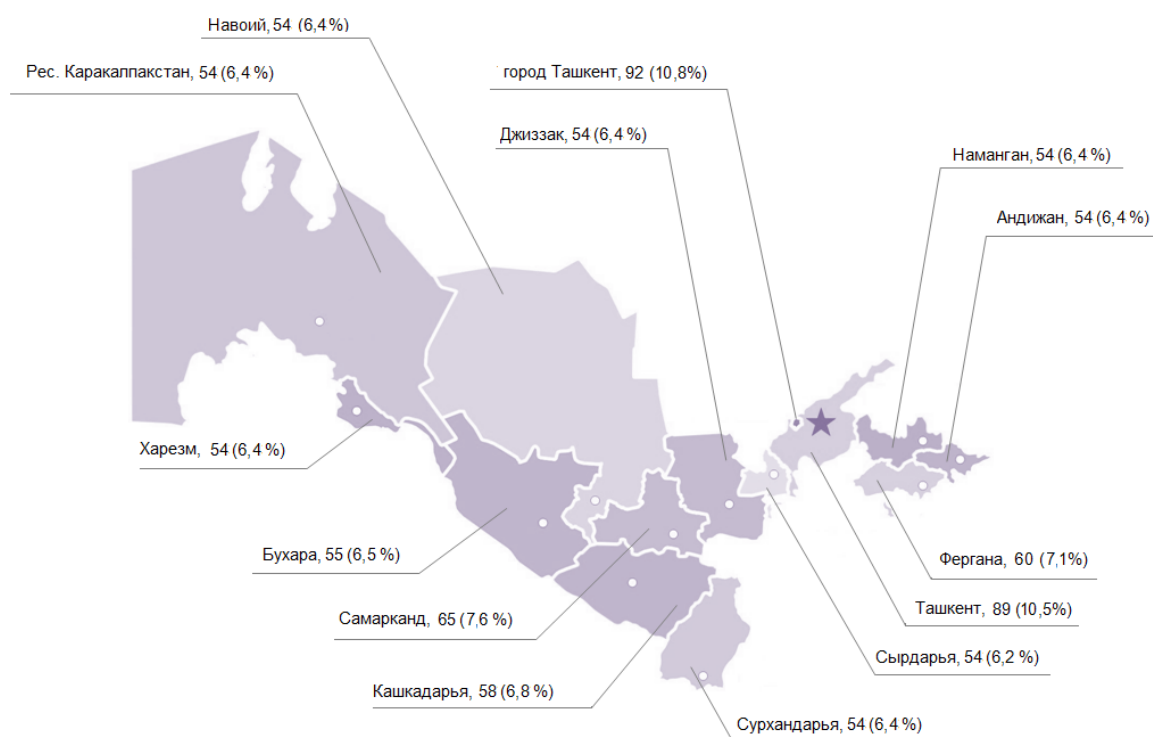 Навоий, 54 (6,4 %)
Рес. Каракалпакстан, 54 (6,4 %)
город Ташкент, 92 (10,8%)
Джиззак, 54 (6,4 %)
Наманган, 54 (6,4 %)
Андижан, 54 (6,4 %)
Харезм, 54 (6,4 %)
Бухара, 55 (6,5 %)
Фергана, 60 (7,1%)
Самарканд, 65 (7,6 %)
Ташкент, 89 (10,5%)
Сырдарья, 54 (6,2 %)
Кашкадарья, 58 (6,8 %)
Сурхандарья, 54 (6,4 %)